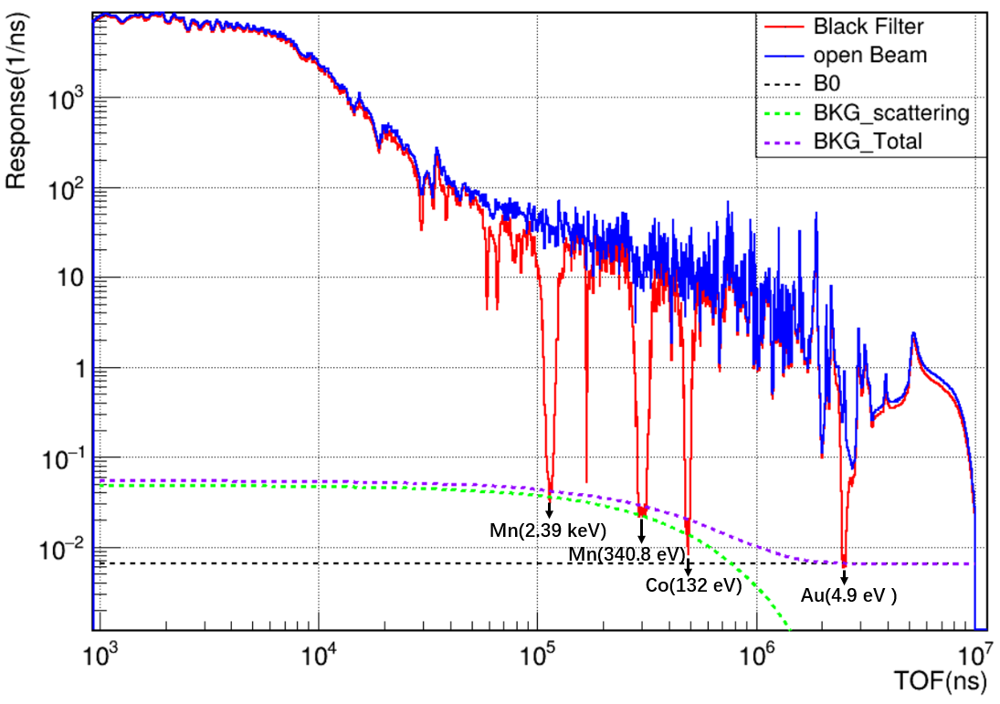 Response(1/ns)
Black Filter
open Beam
B0
BKG_scattering
BKG_Total
10³
10²
10
1
10⁻¹
10⁻²
Mn(2.39 keV)
Mn(340.8 eV)
Co(132 eV)
Au(4.9 eV )
10³ 10⁴ 10⁵ 10⁶ 10⁷
TOF(ns)